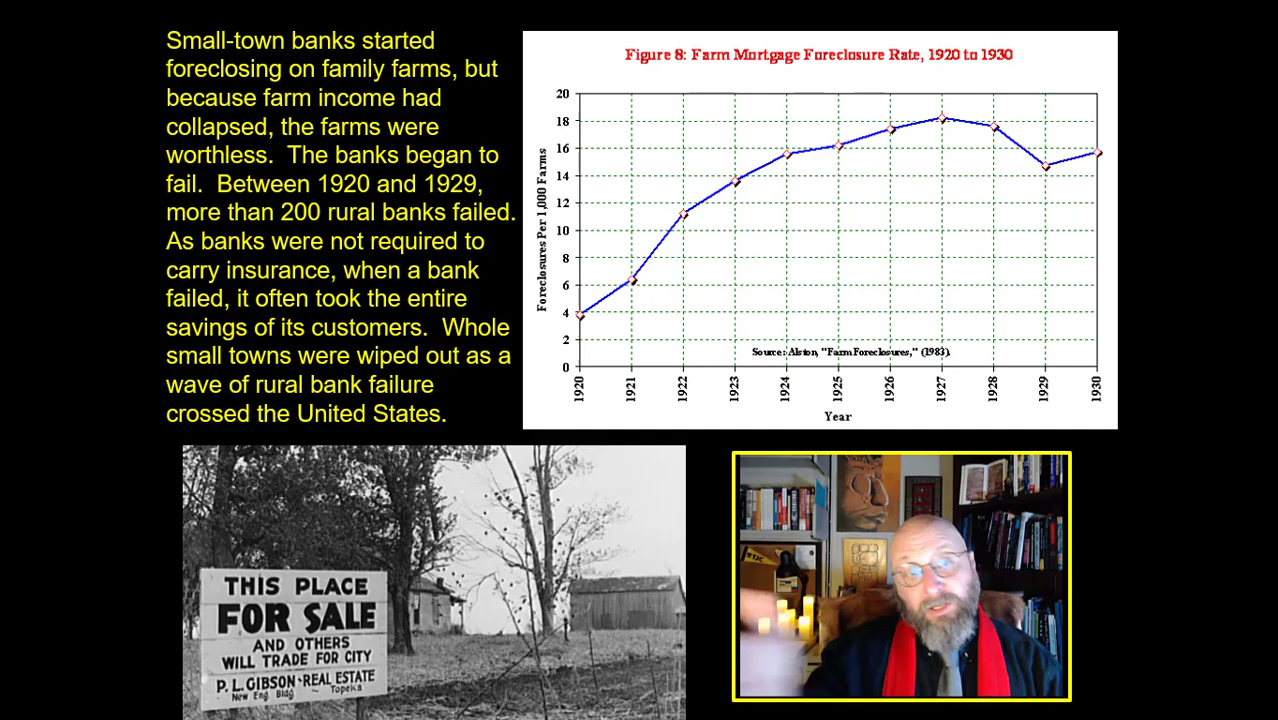 Small-town banks started
foreclosing on family farms, but
because farm income had
collapsed, the farms were
worthless.  The banks began to
fail.  Between 1920 and 1929,
more than 200 rural banks failed.
As banks were not required to
carry insurance, when a bank
failed, it often took the entire
savings of its customers.  Whole
small towns were wiped out as a
wave of rural bank failure
crossed the United States.
Figure 8: Farm Mortgage Foreclosure Rate, 1920 to 1930
Foreclosures Per 1,000 Farms
20
18
16
14
12
10
8
6
4
2
0
Source: Alston, "Farm Foreclosures," (1983).
1920 1921 1922 1923 1924 1925 1926 1927 1928 1929 1930
Year
THIS PLACE
FOR SALE
AND OTHERS
WILL TRADE FOR CITY
P. L. GIBSON - REAL ESTATE
New Eng. Bldg — Topeka
BTJC